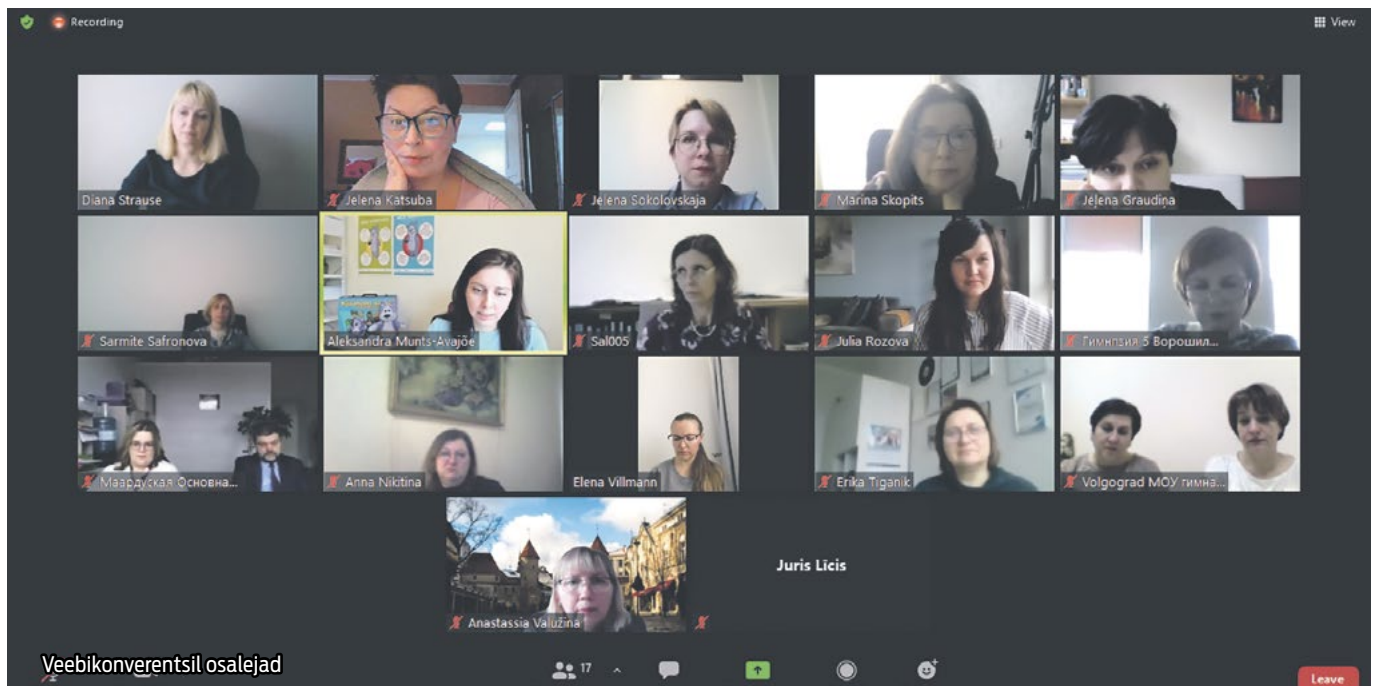 Recording
View
Diana Strause
Jelena Katsuba
Jelena Sokolovskaja
Marina Skopits
Jeļena Graudiņa
Sarmite Safronova
Aleksandra Munts-Avajõe
Sal005
Julia Rozova
Гимнгзия 5 Ворошил...
Маардуская Основна...
Anna Nikitina
Elena Villmann
Erika Tiganik
Volgograd МОУ гимна...
Anastassia Valužina
Juris Līcis
Veebikonverentsil osalejad
17
Leave